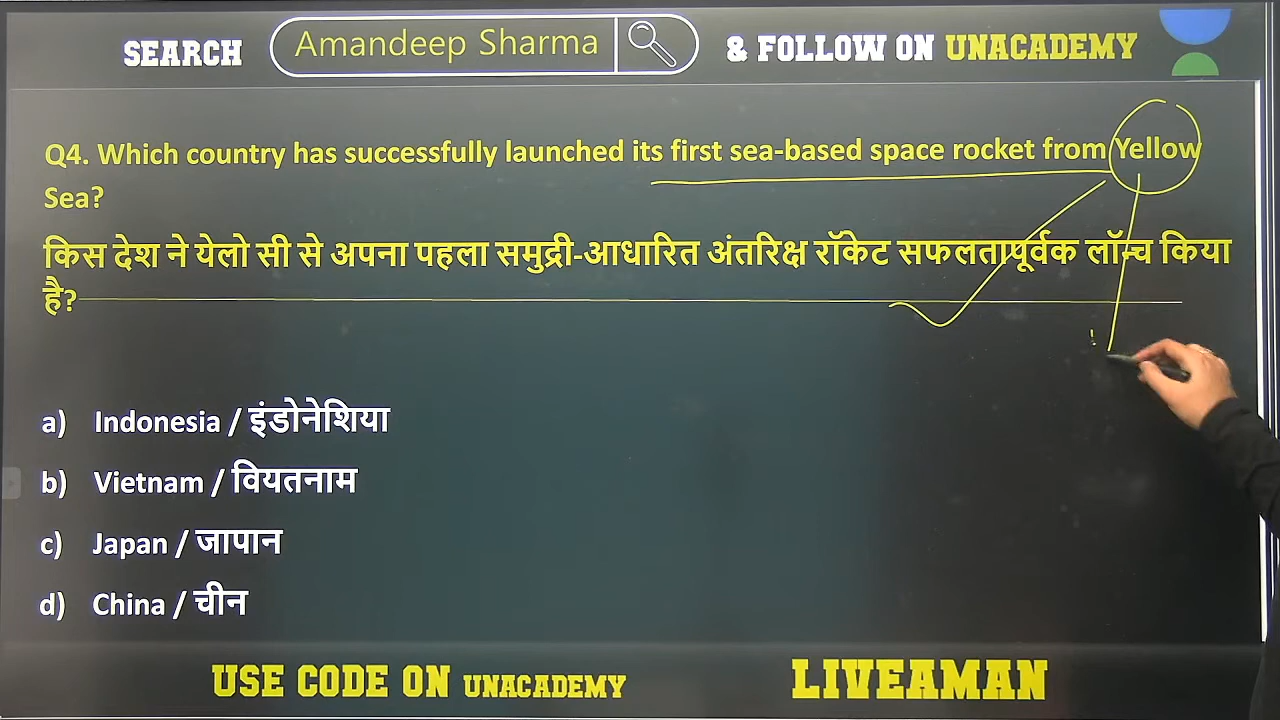 SEARCH Amandeep Sharma & FOLLOW ON UNACADEMY
Q4. Which country has successfully launched its first sea-based space rocket from Yellow
Sea?
किस देश ने येलो सी से अपना पहला समुद्री-आधारित अंतरिक्ष रॉकेट सफलतापूर्वक लॉन्च किया
है?
a) Indonesia / इंडोनेशिया
b) Vietnam / वियतनाम
c) Japan / जापान
d) China / चीन
USE CODE ON UNACADEMY LIVEAMAN